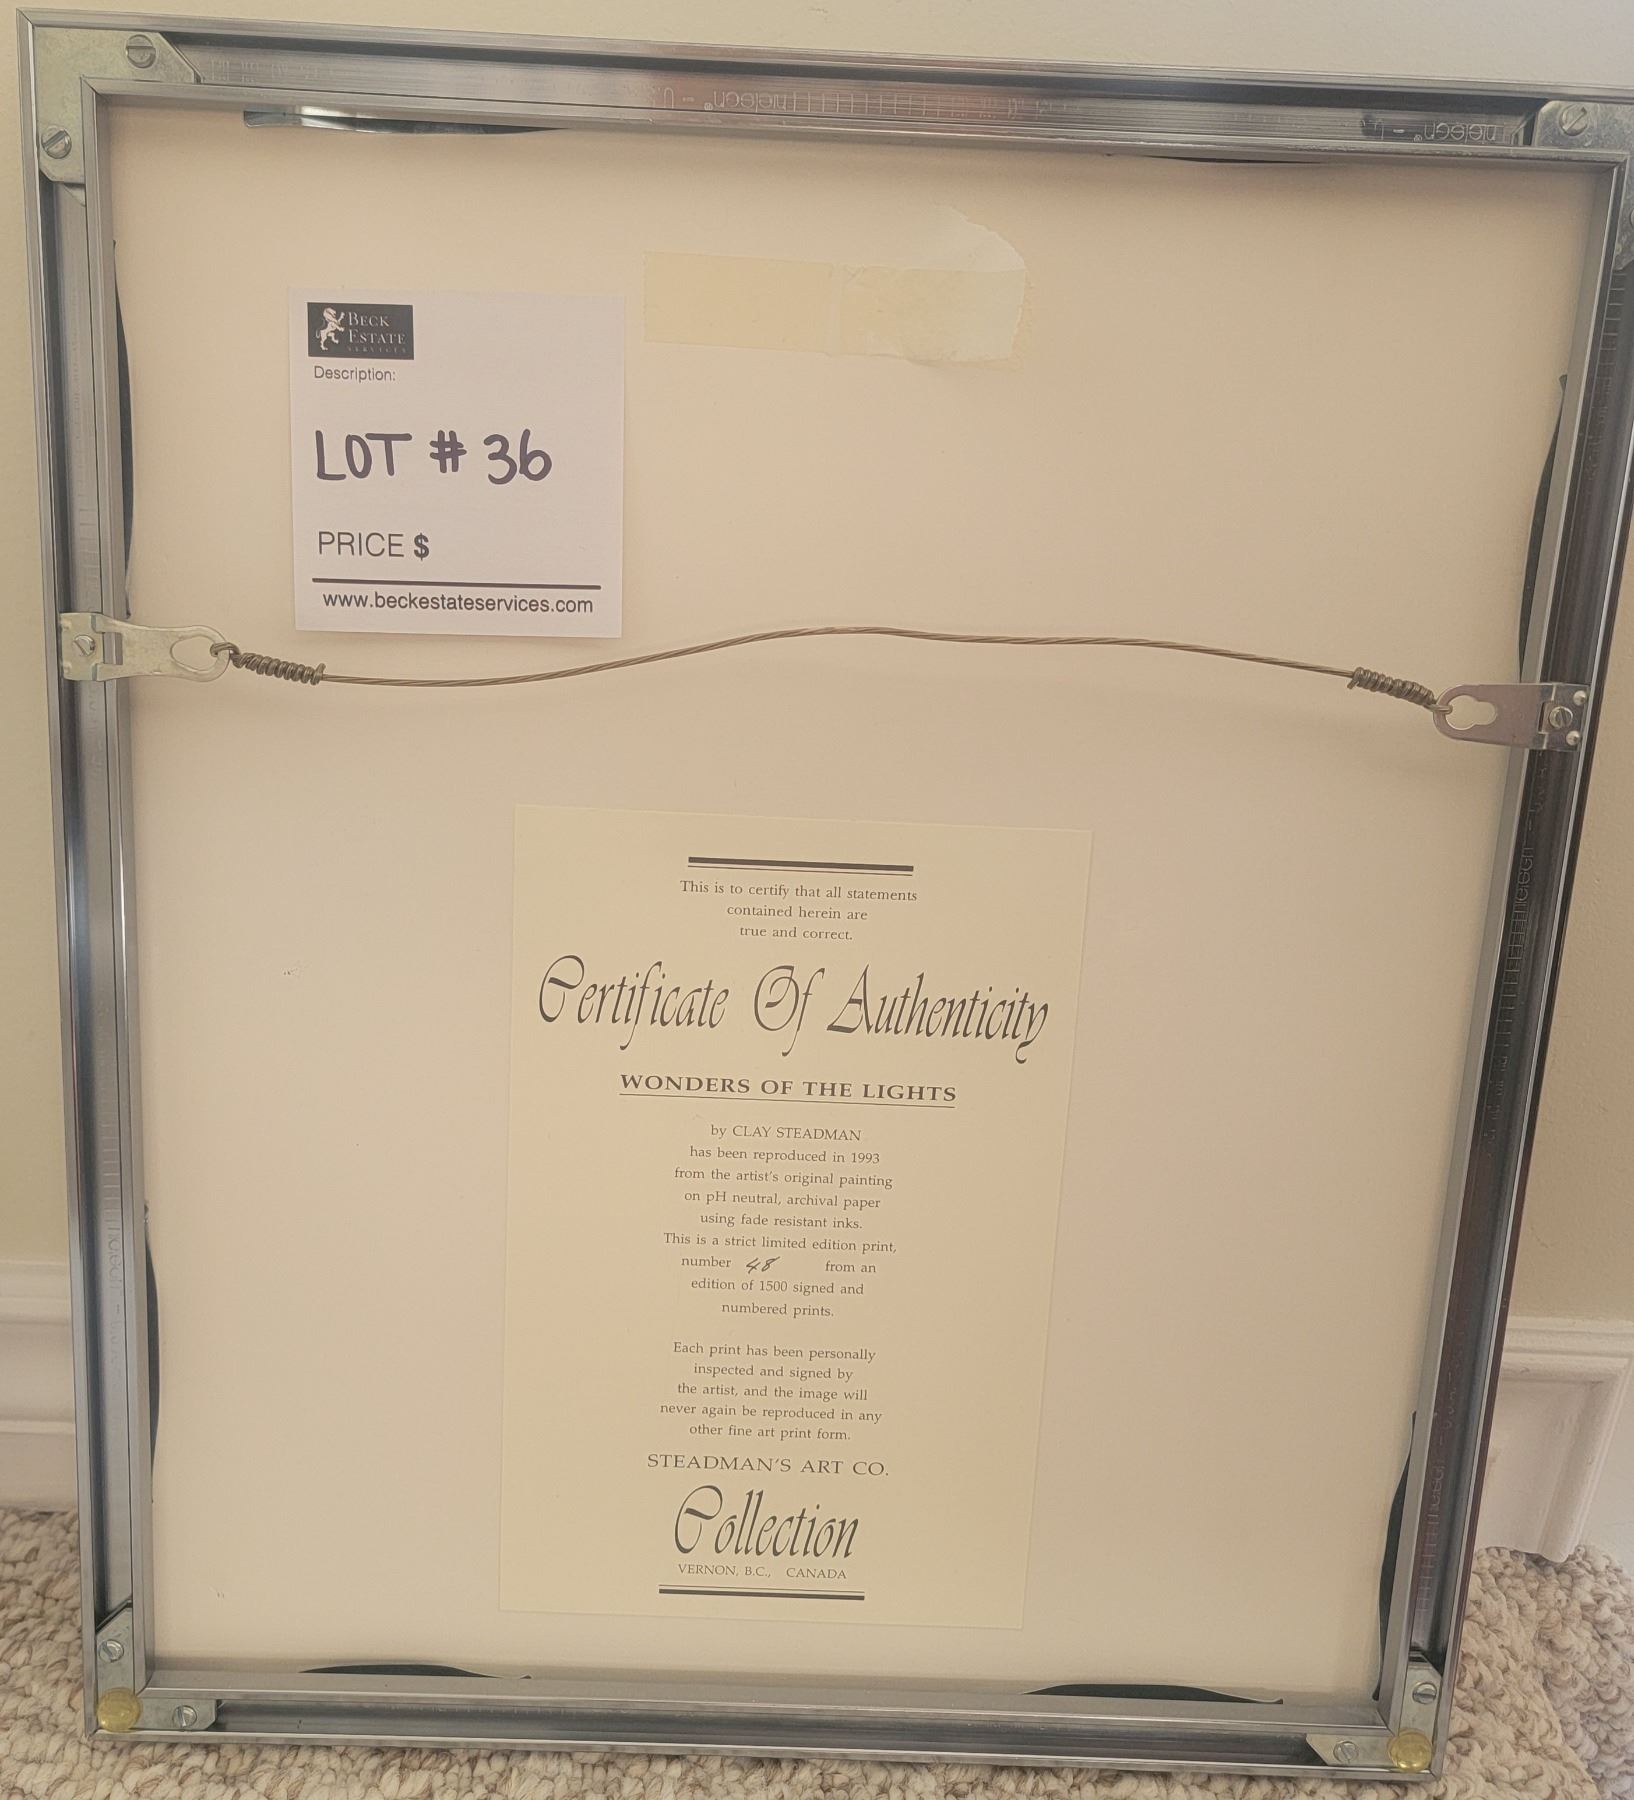 nielsen® - U
nielsen® - U
BECK
ESTATE
SERVICES
Description:
LOT # 36
PRICE $
www.beckestateservices.com
This is to certify that all statements
contained herein are
true and correct.
Certificate Of Authenticity
WONDERS OF THE LIGHTS
by CLAY STEADMAN
has been reproduced in 1993
from the artist's original painting
on pH neutral, archival paper
using fade resistant inks.
This is a strict limited edition print,
number 48 from an
edition of 1500 signed and
numbered prints.
Each print has been personally
inspected and signed by
the artist, and the image will
never again be reproduced in any
other fine art print form.
STEADMAN'S ART CO.
Collection
VERNON, B.C., CANADA